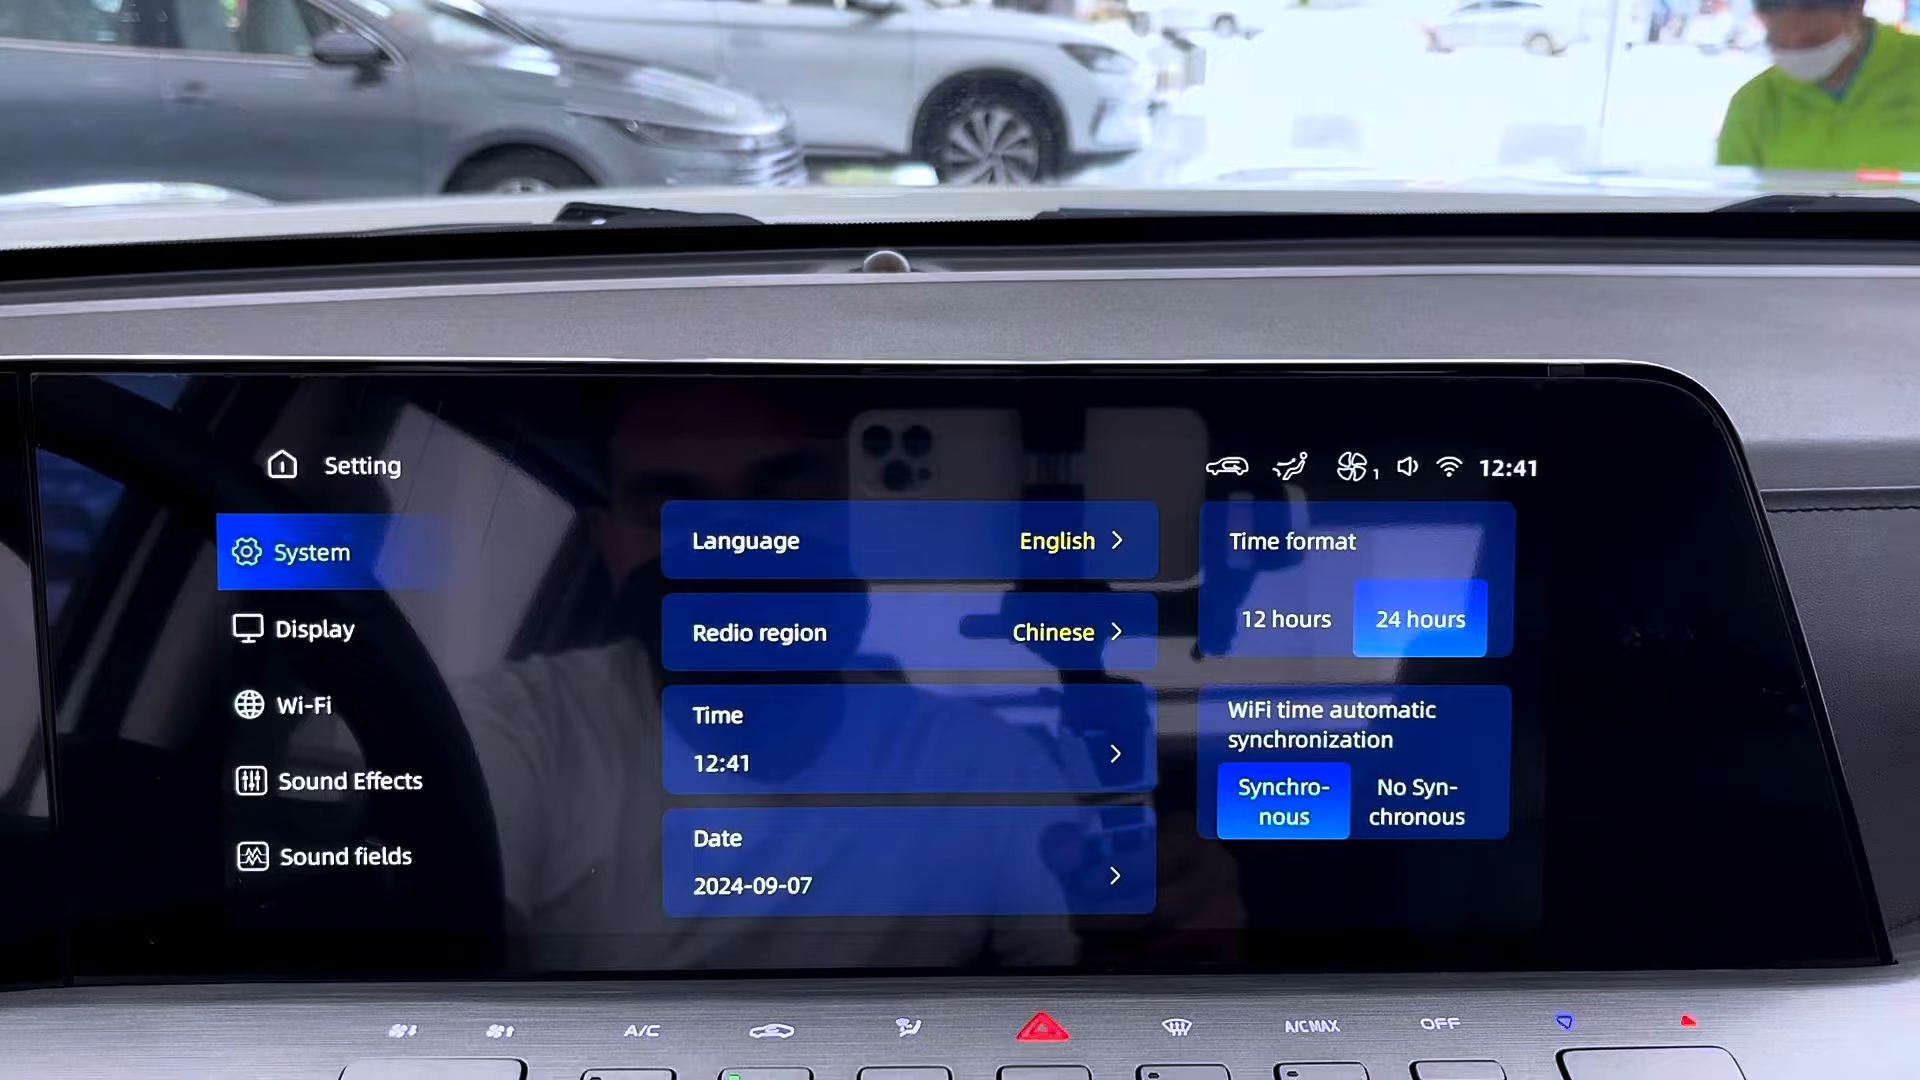 Setting
1
12:41
System
Display
Wi-Fi
Sound Effects
Sound fields
Language
English
Redio region
Chinese
Time
12:41
Date
2024-09-07
Time format
12 hours
24 hours
WiFi time automatic
synchronization
Synchro-
nous
No Syn-
chronous
A/C
A/C MAX
OFF